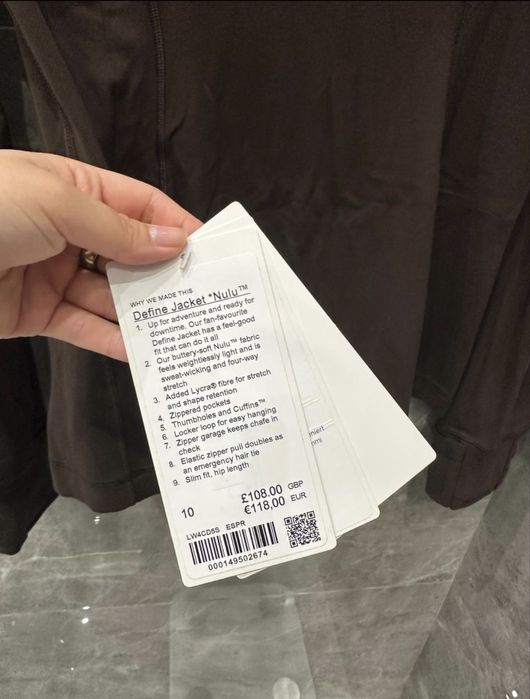 WHY WE MADE THIS
Define Jacket *Nulu™
1. Up for adventure and ready for
downtime. Our fan-favourite
Define Jacket has a feel-good
fit that can do it all
2. Our buttery-soft Nulu™ fabric
feels weightlessly light and is
sweat-wicking and four-way
stretch
3. Added Lycra® fibre for stretch
and shape retention
4. Zippered pockets
5. Thumbholes and Cuffins™
6. Locker loop for easy hanging
7. Zipper garage keeps chafe in
check
8. Elastic zipper pull doubles as
an emergency hair tie
9. Slim fit, hip length
10 £108.00 GBP
€118,00 EUR
LW4CD5S ESPR
000149502674